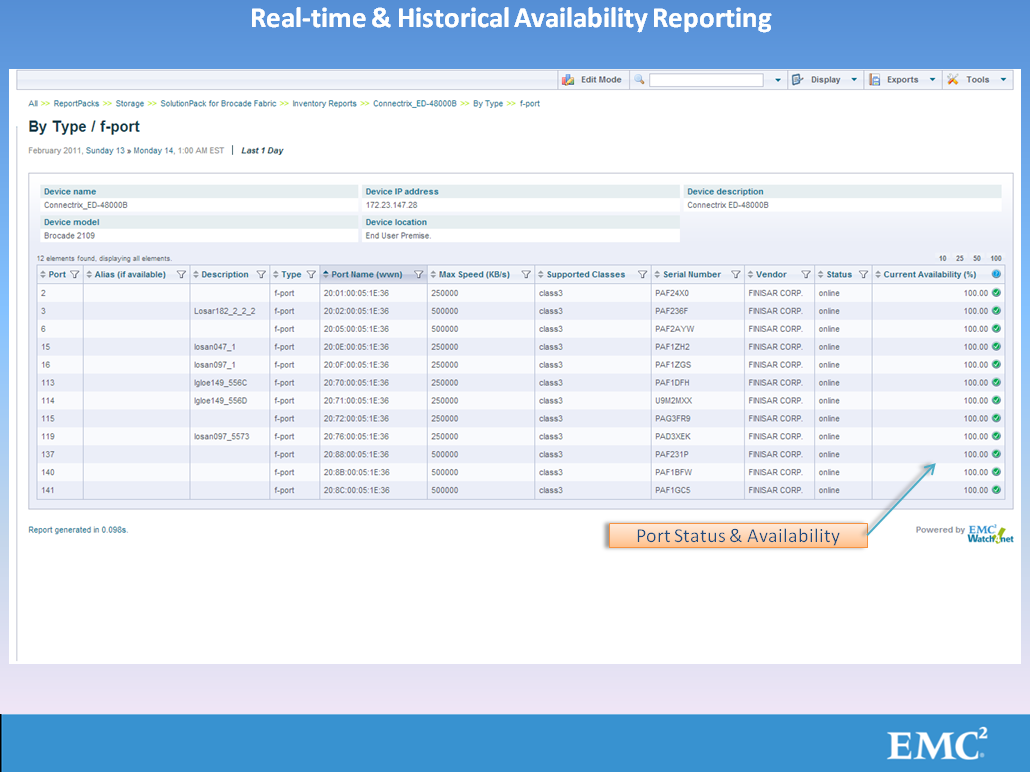 Real-time & Historical Availability Reporting
Edit Mode Display Exports Tools
All >> ReportPacks >> Storage >> SolutionPack for Brocade Fabric >> Inventory Reports >> Connectrix_ED-48000B >> By Type >> f-port
By Type / f-port
February 2011, Sunday 13 » Monday 14, 1:00 AM EST | Last 1 Day
Device name Device IP address Device description
Connectrix_ED-48000B 172.23.147.28 Connectrix ED-48000B
Device model Device location
Brocade 2109 End User Premise.
12 elements found, displaying all elements. 10 25 50 100
Port Alias (if available) Description Type Port Name (wwn) Max Speed (KB/s) Supported Classes Serial Number Vendor Status Current Availability (%)
2 f-port 20:01:00:05:1E:36 250000 class3 PAF24X0 FINISAR CORP. online 100.00
3 Losar182_2_2_2 f-port 20:02:00:05:1E:36 500000 class3 PAF236F FINISAR CORP. online 100.00
6 f-port 20:05:00:05:1E:36 500000 class3 PAF2AYW FINISAR CORP. online 100.00
15 losan047_1 f-port 20:0E:00:05:1E:36 250000 class3 PAF1ZH2 FINISAR CORP. online 100.00
16 losan097_1 f-port 20:0F:00:05:1E:36 250000 class3 PAF1ZGS FINISAR CORP. online 100.00
113 lgloe149_556C f-port 20:70:00:05:1E:36 250000 class3 PAF1DFH FINISAR CORP. online 100.00
114 lgloe149_556D f-port 20:71:00:05:1E:36 250000 class3 U9M2MXX FINISAR CORP. online 100.00
115 f-port 20:72:00:05:1E:36 500000 class3 PAG3FR9 FINISAR CORP. online 100.00
119 losan097_5573 f-port 20:76:00:05:1E:36 250000 class3 PAD3XEK FINISAR CORP. online 100.00
137 f-port 20:88:00:05:1E:36 500000 class3 PAF231P FINISAR CORP. online 100.00
140 f-port 20:8B:00:05:1E:36 500000 class3 PAF1BFW FINISAR CORP. online 100.00
141 f-port 20:8C:00:05:1E:36 500000 class3 PAF1GC5 FINISAR CORP. online 100.00
Report generated in 0.098s.
Port Status & Availability
Powered by EMC² Watch4net
EMC²